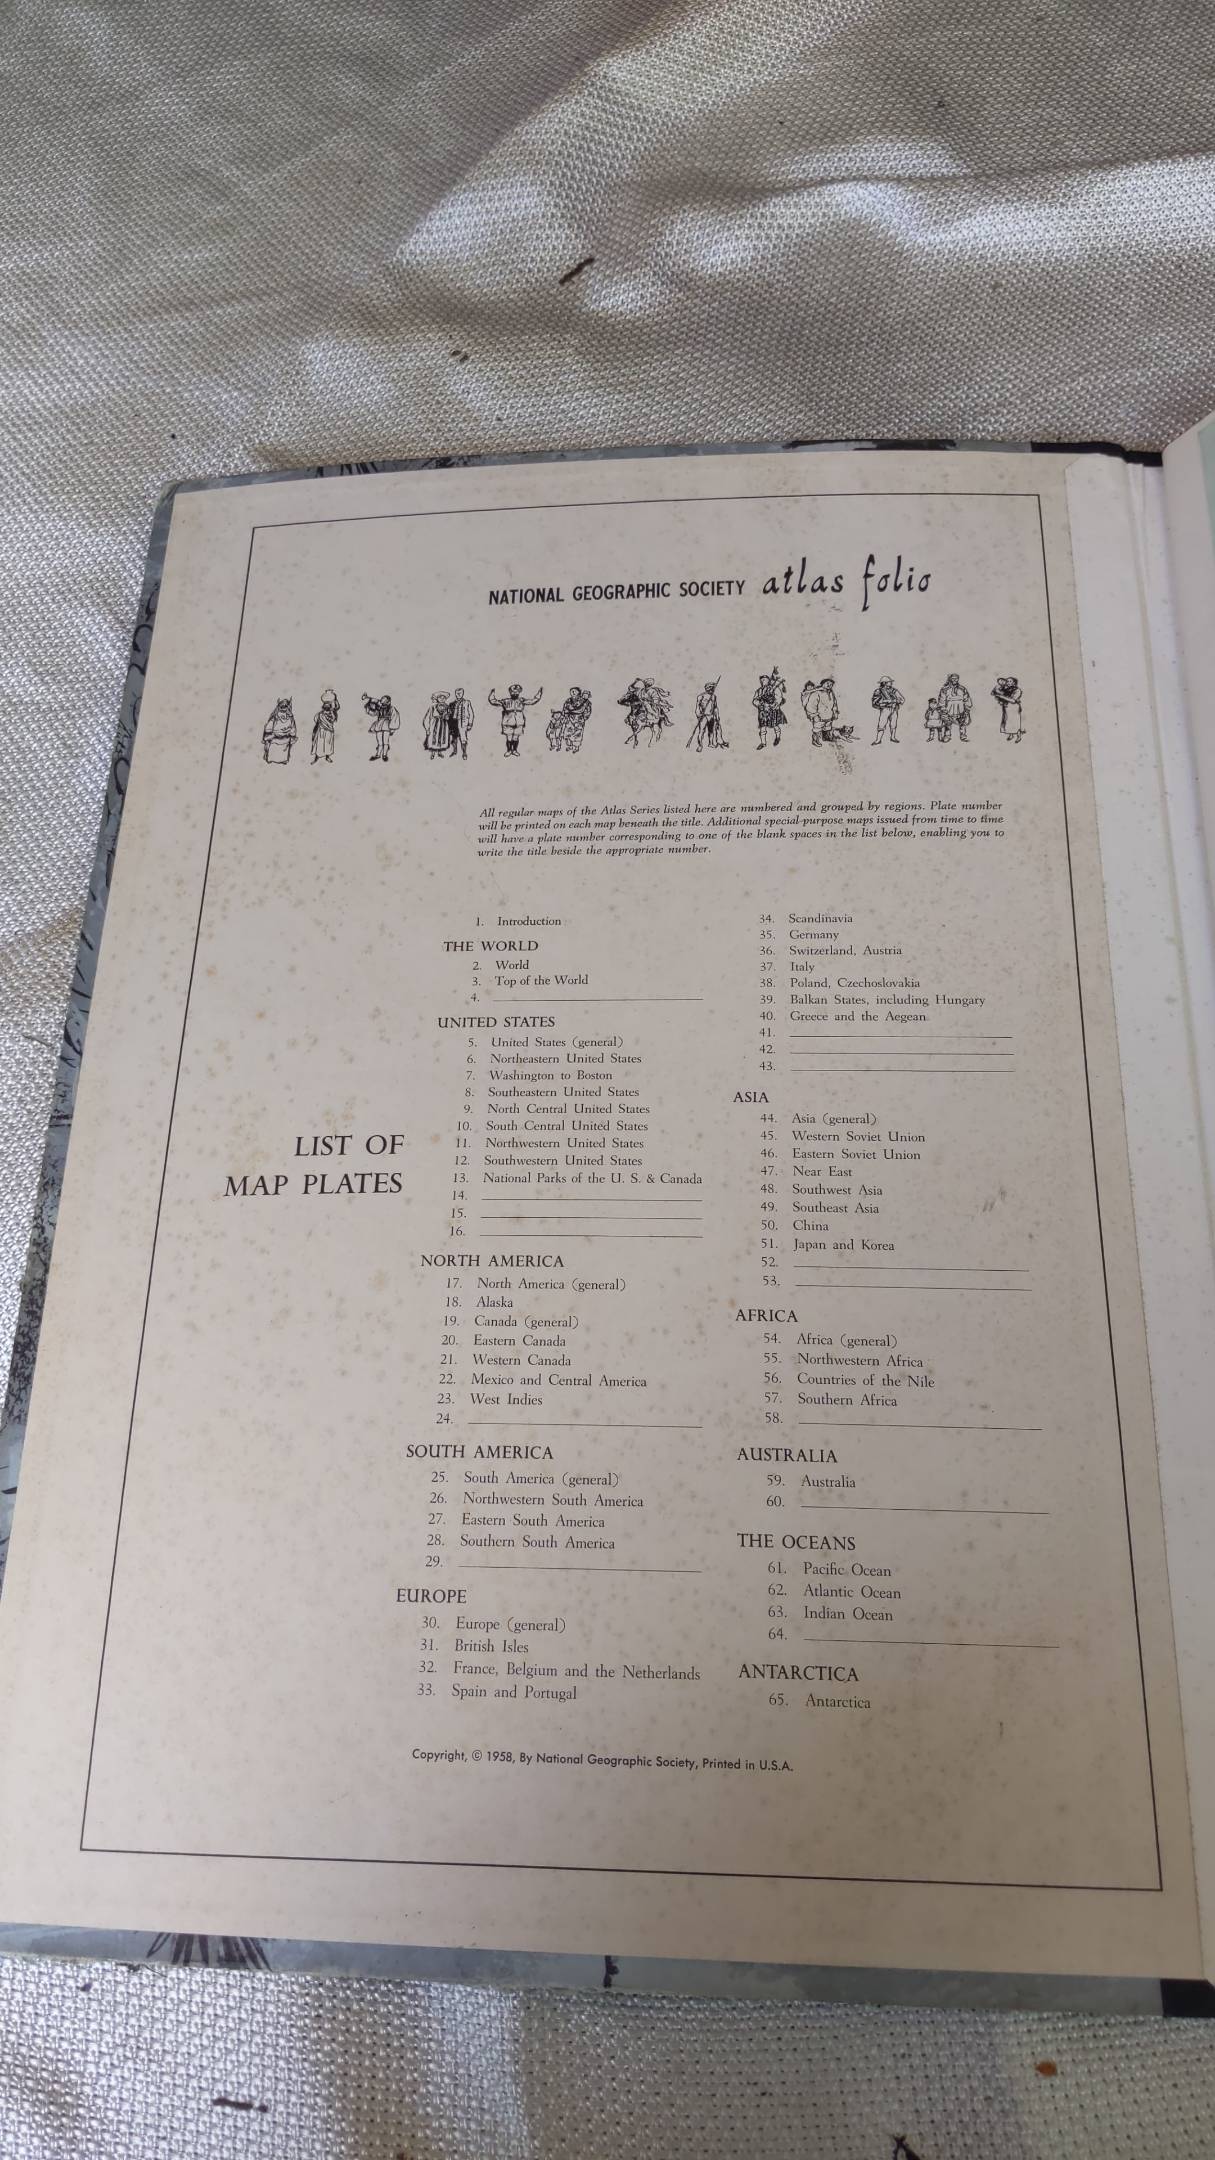 NATIONAL GEOGRAPHIC SOCIETY atlas folio
All regular maps of the Atlas Series listed here are numbered and grouped by regions. Plate number
will be printed on each map beneath the title. Additional special-purpose maps issued from time to time
will have a plate number corresponding to one of the blank spaces in the list below, enabling you to
write the title beside the appropriate number.
LIST OF
MAP PLATES
1. Introduction
THE WORLD
2. World
3. Top of the World
4.
UNITED STATES
5. United States (general)
6. Northeastern United States
7. Washington to Boston
8. Southeastern United States
9. North Central United States
10. South Central United States
11. Northwestern United States
12. Southwestern United States
13. National Parks of the U. S. & Canada
14.
15.
16.
NORTH AMERICA
17. North America (general)
18. Alaska
19. Canada (general)
20. Eastern Canada
21. Western Canada
22. Mexico and Central America
23. West Indies
24.
SOUTH AMERICA
25. South America (general)
26. Northwestern South America
27. Eastern South America
28. Southern South America
29.
EUROPE
30. Europe (general)
31. British Isles
32. France, Belgium and the Netherlands
33. Spain and Portugal
34. Scandinavia
35. Germany
36. Switzerland, Austria
37. Italy
38. Poland, Czechoslovakia
39. Balkan States, including Hungary
40. Greece and the Aegean
41.
42.
43.
ASIA
44. Asia (general)
45. Western Soviet Union
46. Eastern Soviet Union
47. Near East
48. Southwest Asia
49. Southeast Asia
50. China
51. Japan and Korea
52.
53.
AFRICA
54. Africa (general)
55. Northwestern Africa
56. Countries of the Nile
57. Southern Africa
58.
AUSTRALIA
59. Australia
60.
THE OCEANS
61. Pacific Ocean
62. Atlantic Ocean
63. Indian Ocean
64.
ANTARCTICA
65. Antarctica
Copyright, © 1958, By National Geographic Society, Printed in U.S.A.